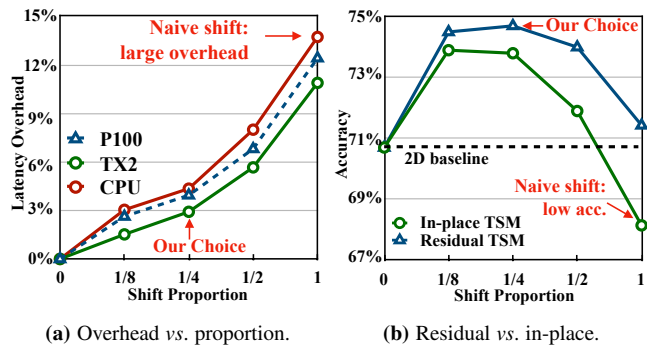 15%
12%
9%
6%
3%
0%
Latency Overhead
Naive shift:
large overhead
P100
TX2
CPU
Our Choice
0
1/8
1/4
1/2
1
Shift Proportion
(a) Overhead vs. proportion.
75%
73%
71%
69%
67%
Accuracy
Our Choice
2D baseline
Naive shift:
low acc.
In-place TSM
Residual TSM
0
1/8
1/4
1/2
1
Shift Proportion
(b) Residual vs. in-place.